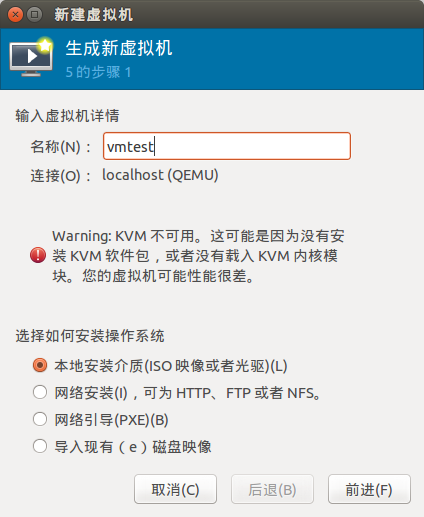 新建虚拟机
生成新虚拟机
5 的步骤 1
输入虚拟机详情
名称(N)： vmtest
连接(O)： localhost (QEMU)
Warning: KVM 不可用。这可能是因为没有安
装 KVM 软件包，或者没有载入 KVM 内核模
块。您的虚拟机可能性能很差。
选择如何安装操作系统
本地安装介质(ISO 映像或者光驱)(L)
网络安装(I)，可为 HTTP、FTP 或者 NFS。
网络引导(PXE)(B)
导入现有（e）磁盘映像
取消(C) 后退(B) 前进(F)